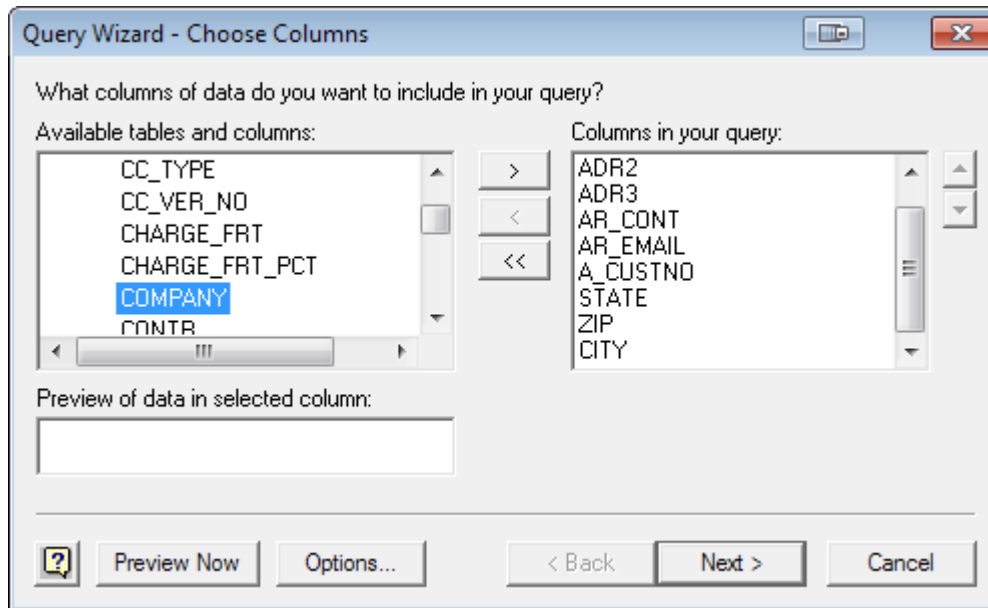 Query Wizard - Choose Columns
What columns of data do you want to include in your query?
Available tables and columns:
CC_TYPE
CC_VER_NO
CHARGE_FRT
CHARGE_FRT_PCT
COMPANY
CONTR
>
<
<<
Columns in your query:
ADR2
ADR3
AR_CONT
AR_EMAIL
A_CUSTNO
STATE
ZIP
CITY
Preview of data in selected column:
?
Preview Now
Options...
< Back
Next >
Cancel